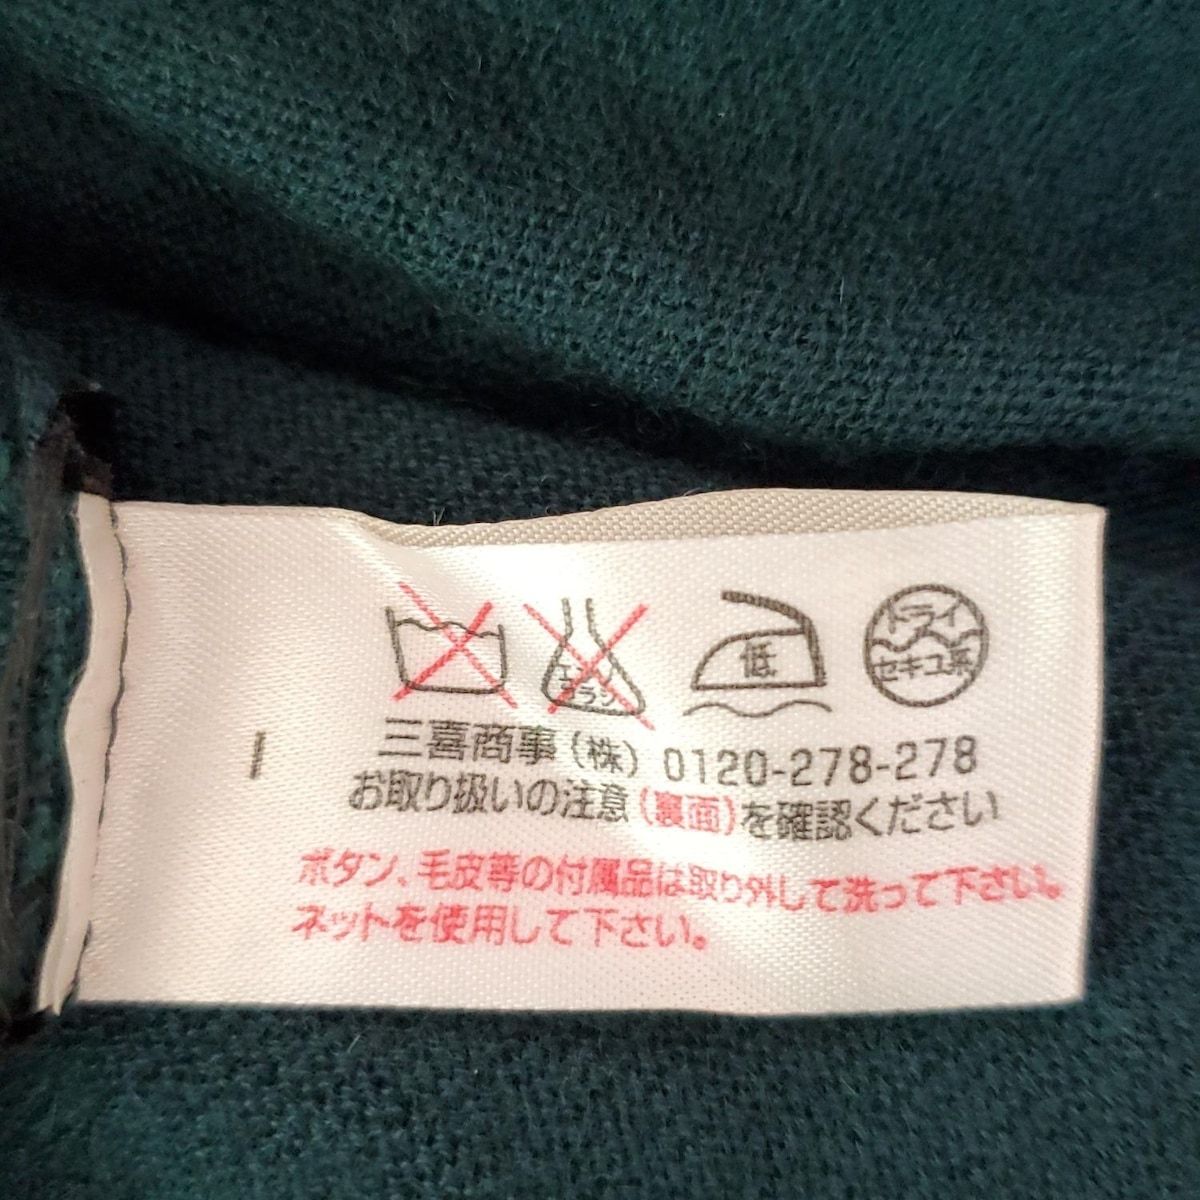 エンソ
サラシ
低
ドライ
セキユ系
三喜商事(株) 0120-278-278
お取り扱いの注意(裏面)を確認ください
ボタン、毛皮等の付属品は取り外して洗って下さい。
ネットを使用して下さい。
I